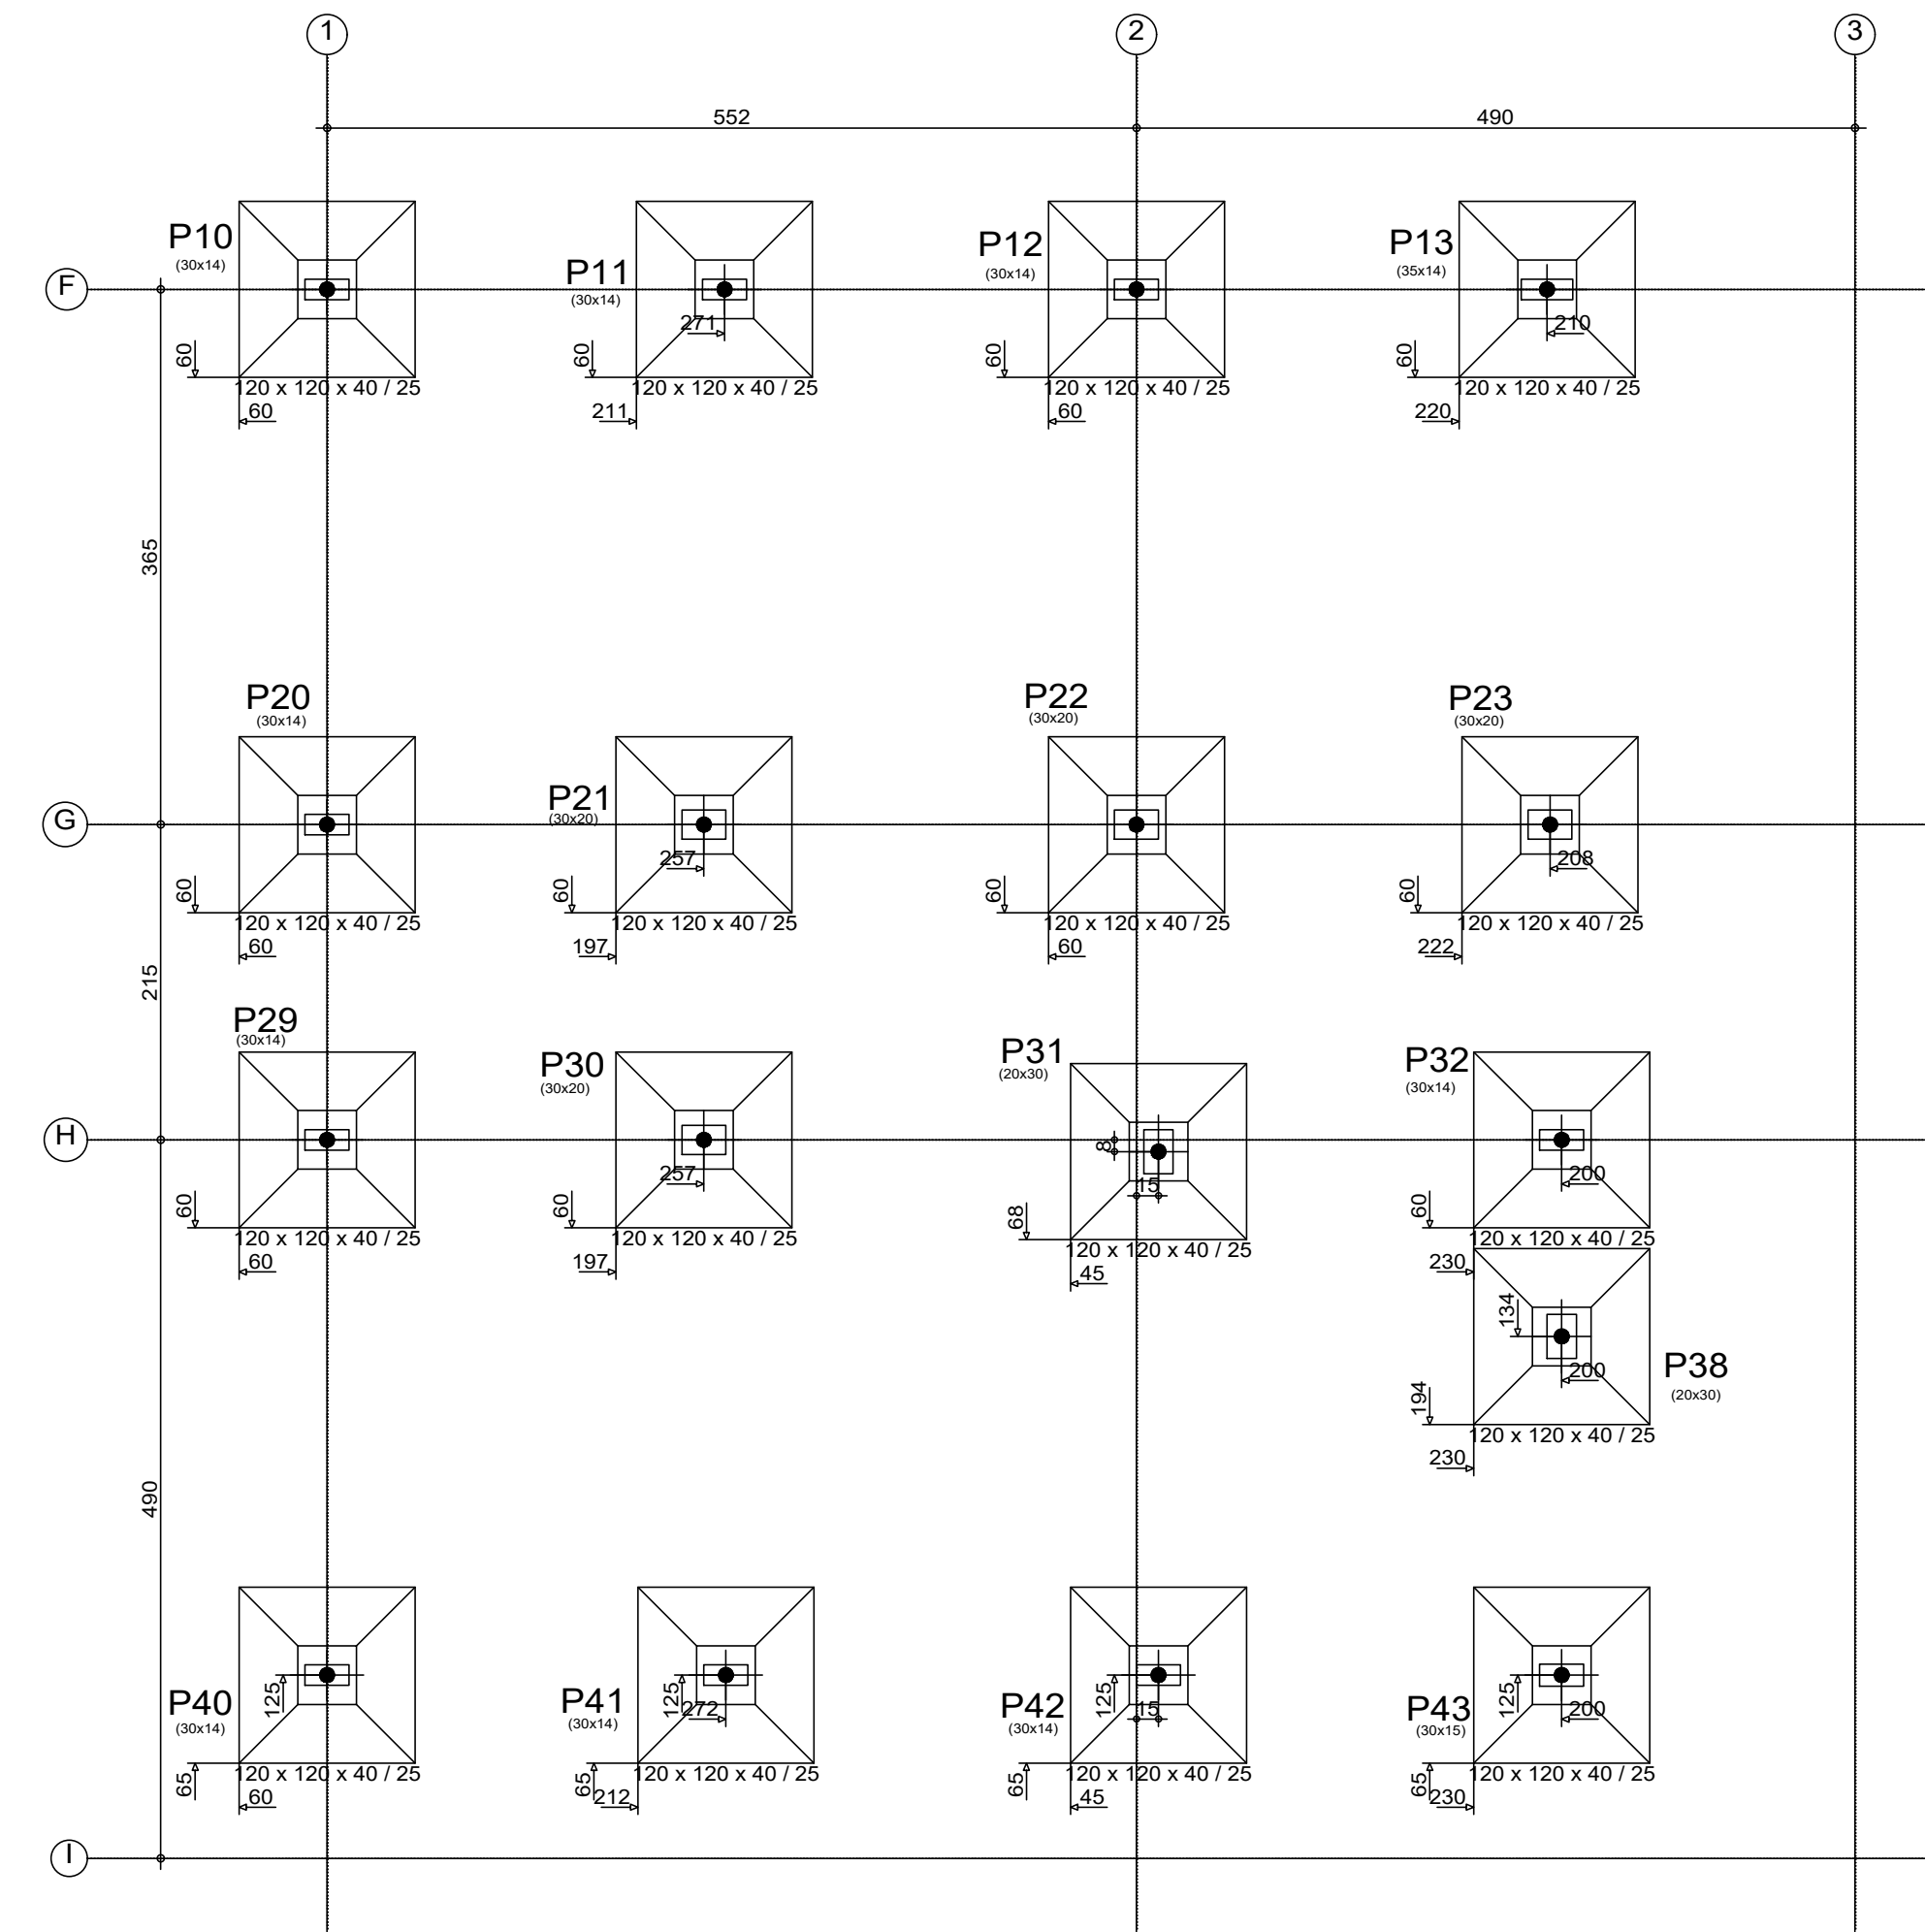 1
2
3
552
490
P10
(30x14)
P11
(30x14)
P12
(30x14)
P13
(35x14)
F
271
210
60
60
60
60
120 x 120 x 40 / 25
120 x 120 x 40 / 25
120 x 120 x 40 / 25
120 x 120 x 40 / 25
60
211
60
220
365
P20
(30x14)
P21
(30x20)
P22
(30x20)
P23
(30x20)
G
257
208
60
60
60
60
120 x 120 x 40 / 25
120 x 120 x 40 / 25
120 x 120 x 40 / 25
120 x 120 x 40 / 25
60
197
60
222
215
P29
(30x14)
P30
(30x20)
P31
(20x30)
P32
(30x14)
H
8
257
15
200
60
60
68
60
120 x 120 x 40 / 25
120 x 120 x 40 / 25
120 x 120 x 40 / 25
120 x 120 x 40 / 25
60
197
45
230
134
200
P38
(20x30)
194
120 x 120 x 40 / 25
230
490
P40
(30x14)
P41
(30x14)
P42
(30x14)
P43
(30x15)
125
125
125
125
272
15
200
65
65
65
65
120 x 120 x 40 / 25
120 x 120 x 40 / 25
120 x 120 x 40 / 25
120 x 120 x 40 / 25
60
212
45
230
I